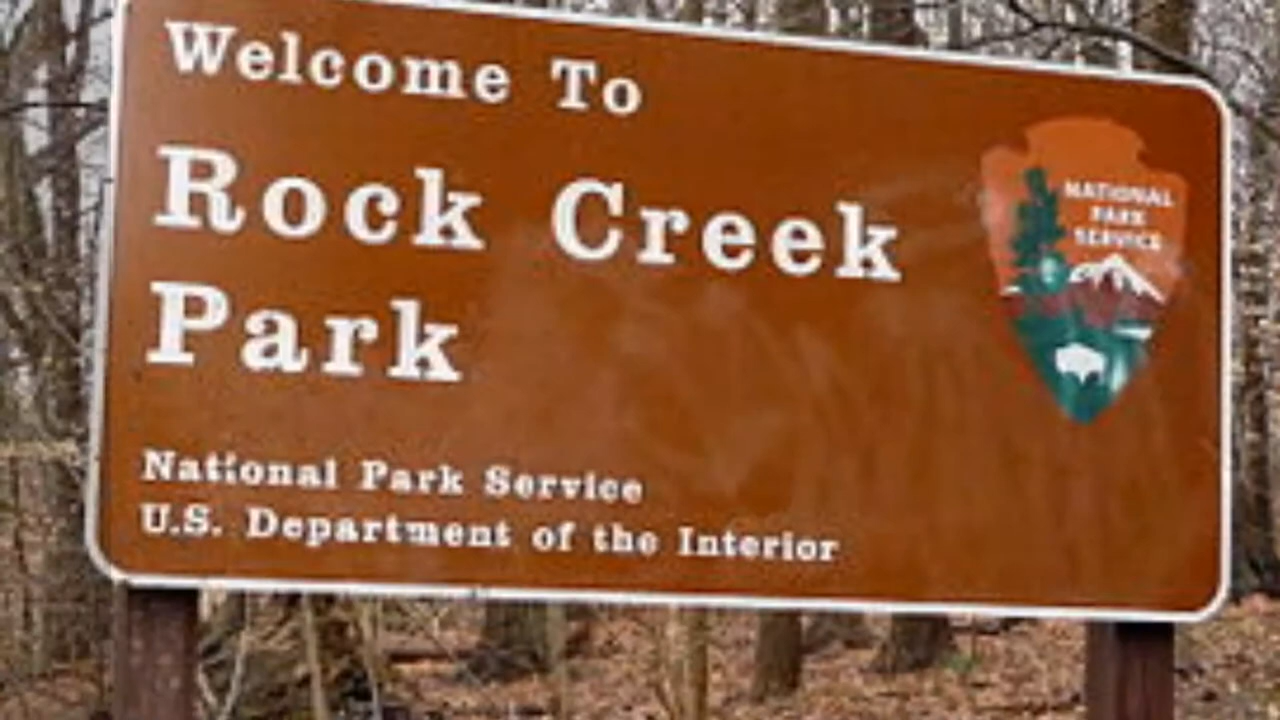 Welcome To
Rock Creek
Park
National Park Service
U.S. Department of the Interior
NATIONAL
PARK
SERVICE